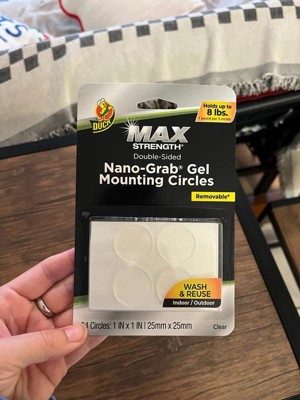 DUCK
Holds up to
8 lbs.
MAX
STRENGTH®
Double-Sided
Nano-Grab® Gel
Mounting Circles
Removable*
WASH
& REUSE
Indoor / Outdoor
24 Circles: 1 IN x 1 IN | 25mm x 25mm
Clear